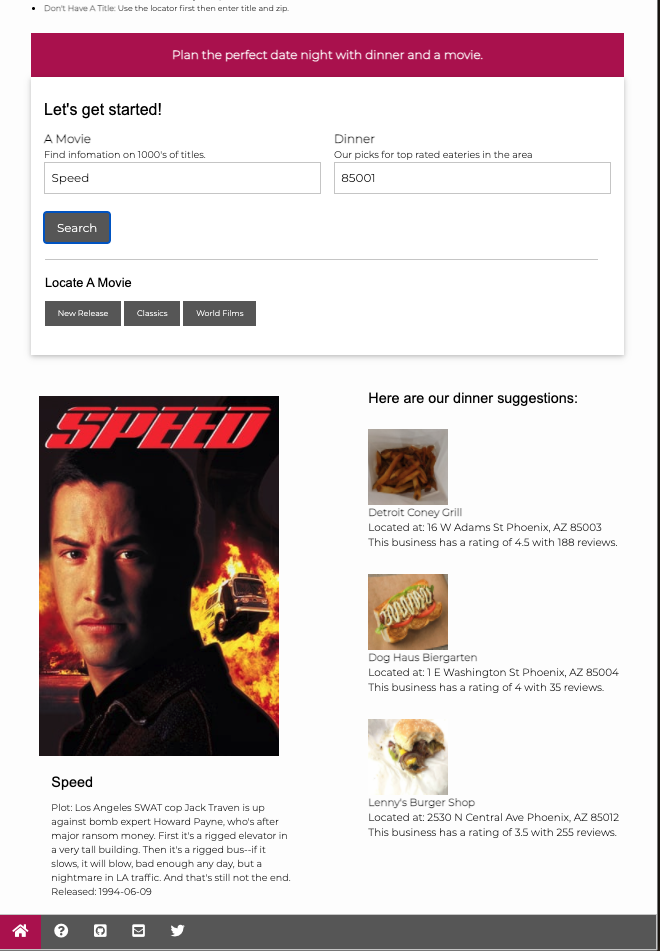 Don't Have A Title: Use the locator first then enter title and zip.
Plan the perfect date night with dinner and a movie.
Let's get started!
A Movie
Find infomation on 1000's of titles.
Speed
Dinner
Our picks for top rated eateries in the area
85001
Search
Locate A Movie
New Release
Classics
World Films
SPEED
Speed
Plot: Los Angeles SWAT cop Jack Traven is up
against bomb expert Howard Payne, who's after
major ransom money. First it's a rigged elevator in
a very tall building. Then it's a rigged bus--if it
slows, it will blow, bad enough any day, but a
nightmare in LA traffic. And that's still not the end.
Released: 1994-06-09
Here are our dinner suggestions:
Detroit Coney Grill
Located at: 16 W Adams St Phoenix, AZ 85003
This business has a rating of 4.5 with 188 reviews.
Dog Haus Biergarten
Located at: 1 E Washington St Phoenix, AZ 85004
This business has a rating of 4 with 35 reviews.
Lenny's Burger Shop
Located at: 2530 N Central Ave Phoenix, AZ 85012
This business has a rating of 3.5 with 255 reviews.